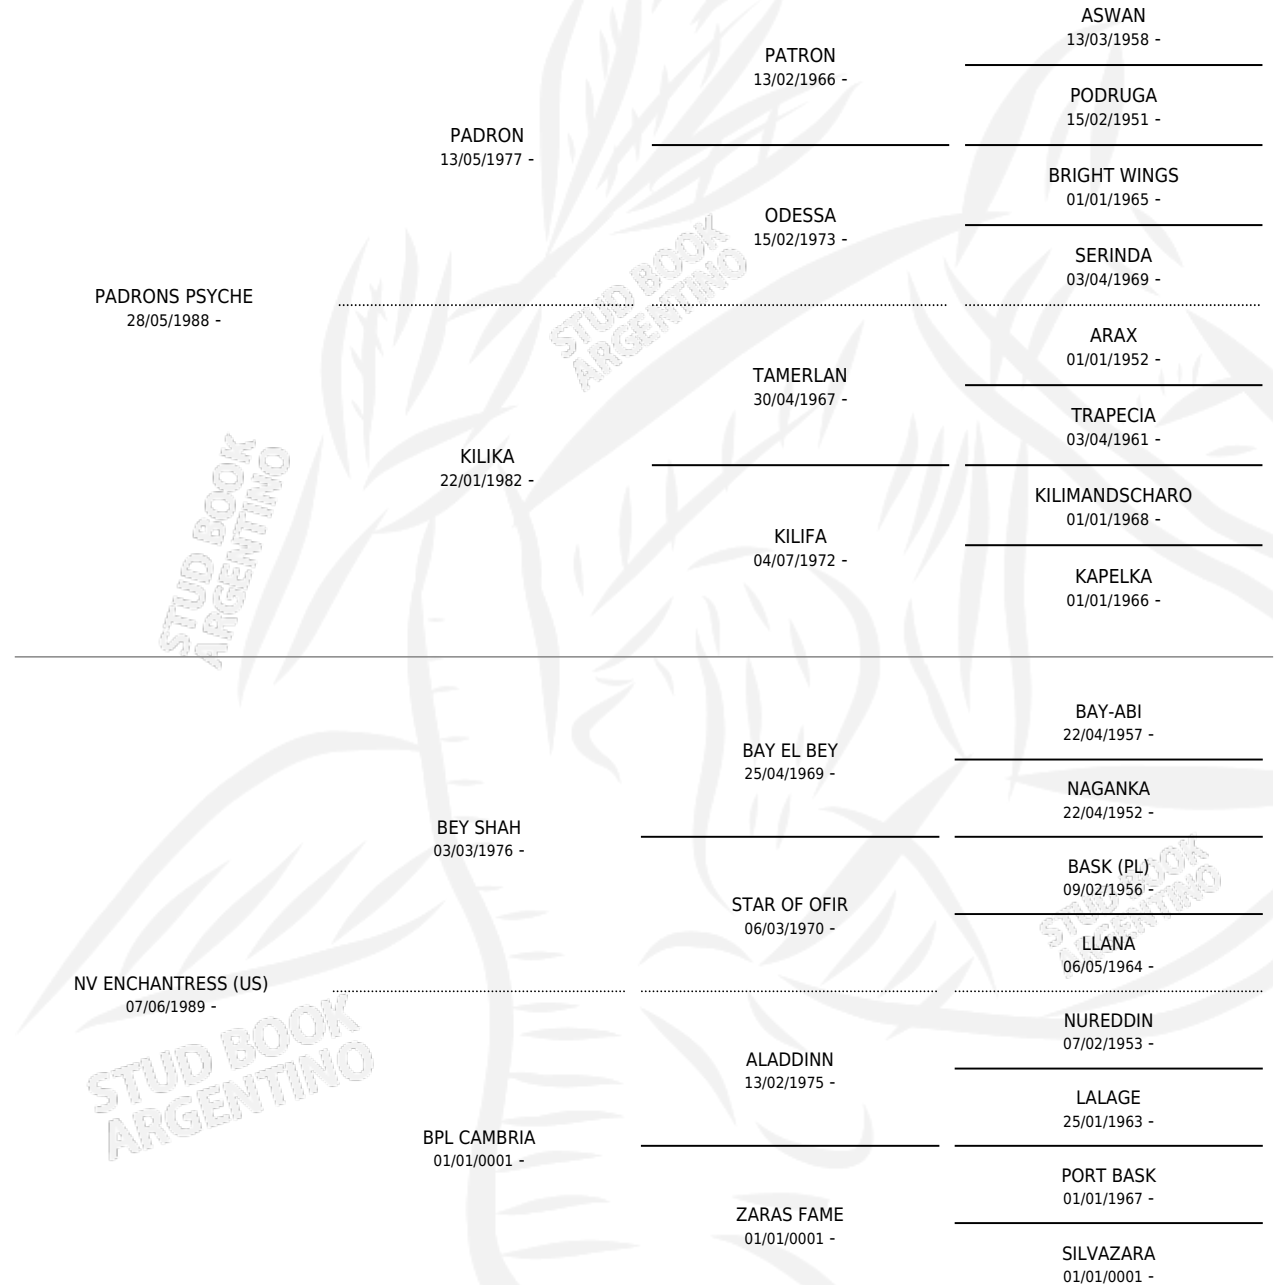 ASWAN
13/03/1958 -
PATRON
13/02/1966 -
PODRUGA
15/02/1951 -
PADRON
13/05/1977 -
BRIGHT WINGS
01/01/1965 -
ODESSA
15/02/1973 -
SERINDA
03/04/1969 -
PADRONS PSYCHE
28/05/1988 -
ARAX
01/01/1952 -
TAMERLAN
30/04/1967 -
TRAPECIA
03/04/1961 -
KILIKA
22/01/1982 -
KILIMANDSCHARO
01/01/1968 -
KILIFA
04/07/1972 -
KAPELKA
01/01/1966 -
BAY-ABI
22/04/1957 -
BAY EL BEY
25/04/1969 -
NAGANKA
22/04/1952 -
BEY SHAH
03/03/1976 -
BASK (PL)
09/02/1956 -
STAR OF OFIR
06/03/1970 -
LLANA
06/05/1964 -
NV ENCHANTRESS (US)
07/06/1989 -
NUREDDIN
07/02/1953 -
ALADDINN
13/02/1975 -
LALAGE
25/01/1963 -
BPL CAMBRIA
01/01/0001 -
PORT BASK
01/01/1967 -
ZARAS FAME
01/01/0001 -
SILVAZARA
01/01/0001 -
STUD BOOK
ARGENTINO
STUD BOOK
ARGENTINO
STUD BOOK
ARGENTINO
STUD BOOK
ARGENTINO